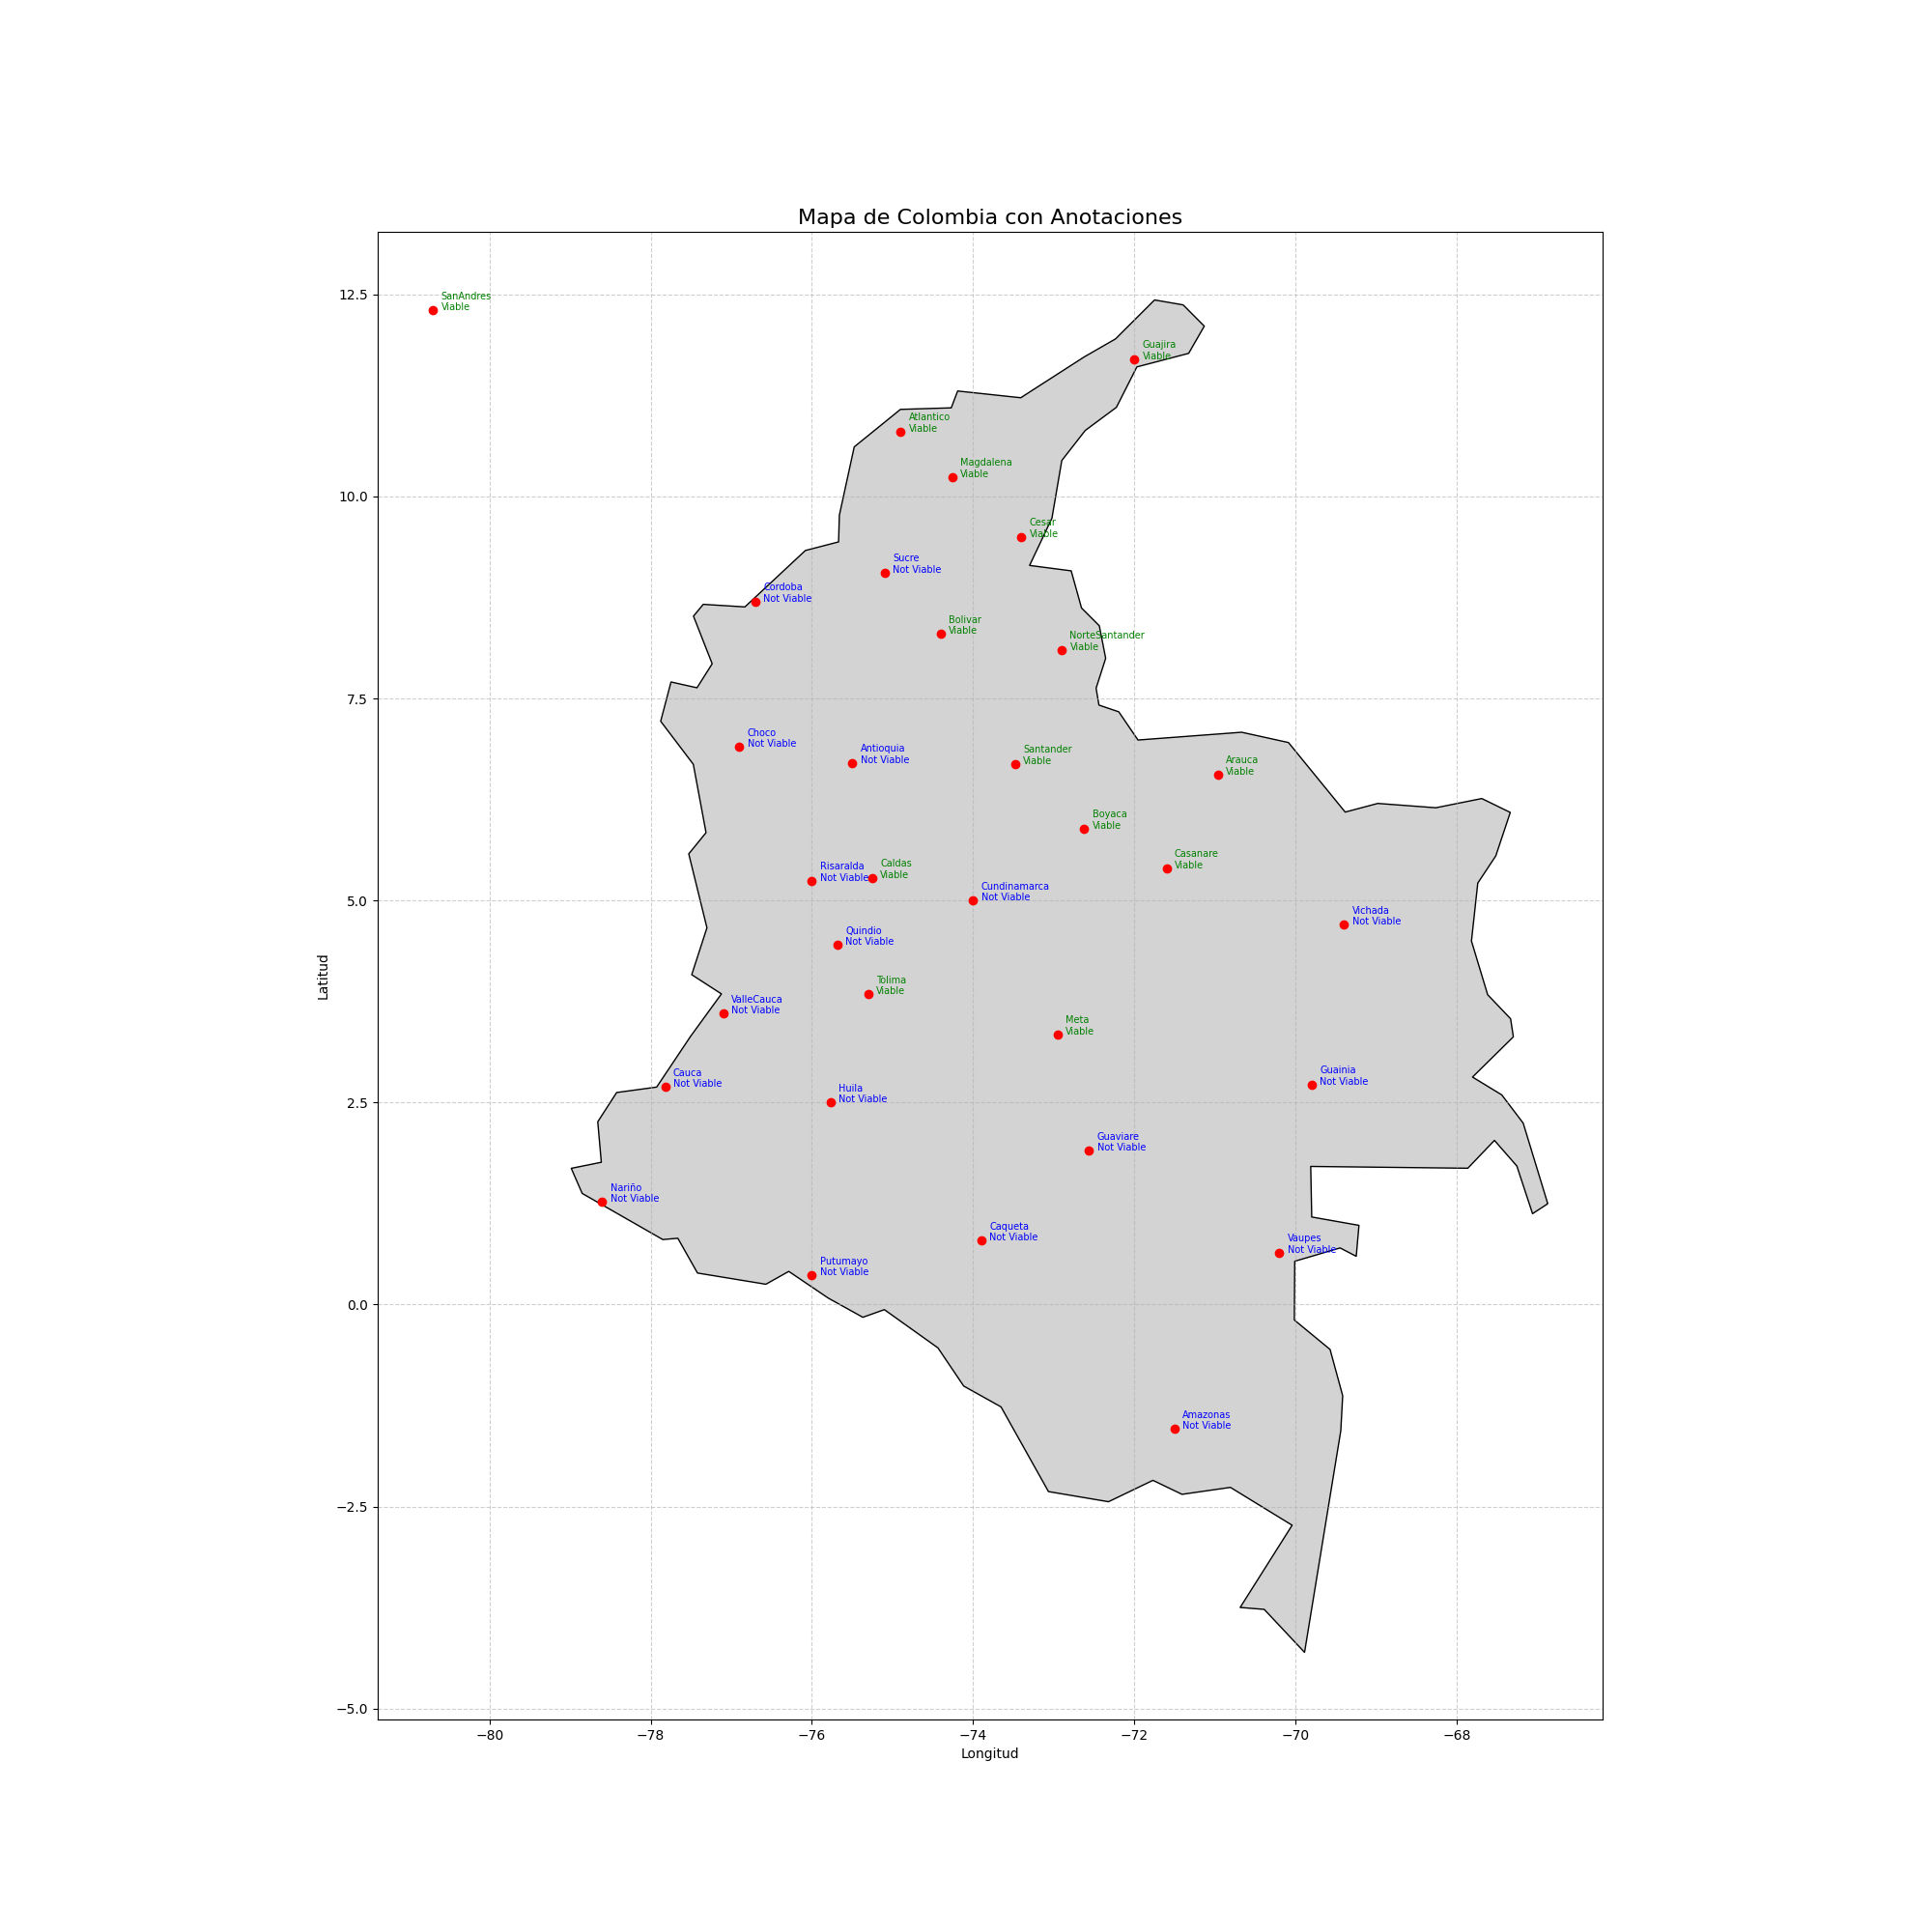 Mapa de Colombia con Anotaciones
SanAndres
Viable
Guajira
Viable
Atlantico
Viable
Magdalena
Viable
Cesar
Viable
Sucre
Not Viable
Cordoba
Not Viable
Bolivar
Viable
NorteSantander
Viable
Choco
Not Viable
Antioquia
Not Viable
Santander
Viable
Arauca
Viable
Boyaca
Viable
Casanare
Viable
Risaralda
Not Viable
Caldas
Viable
Cundinamarca
Not Viable
Vichada
Not Viable
Quindio
Not Viable
Tolima
Viable
ValleCauca
Not Viable
Meta
Viable
Cauca
Not Viable
Huila
Not Viable
Guainia
Not Viable
Guaviare
Not Viable
Nariño
Not Viable
Caqueta
Not Viable
Vaupes
Not Viable
Putumayo
Not Viable
Amazonas
Not Viable
12.5
10.0
7.5
5.0
2.5
0.0
−2.5
−5.0
Latitud
−80 −78 −76 −74 −72 −70 −68
Longitud